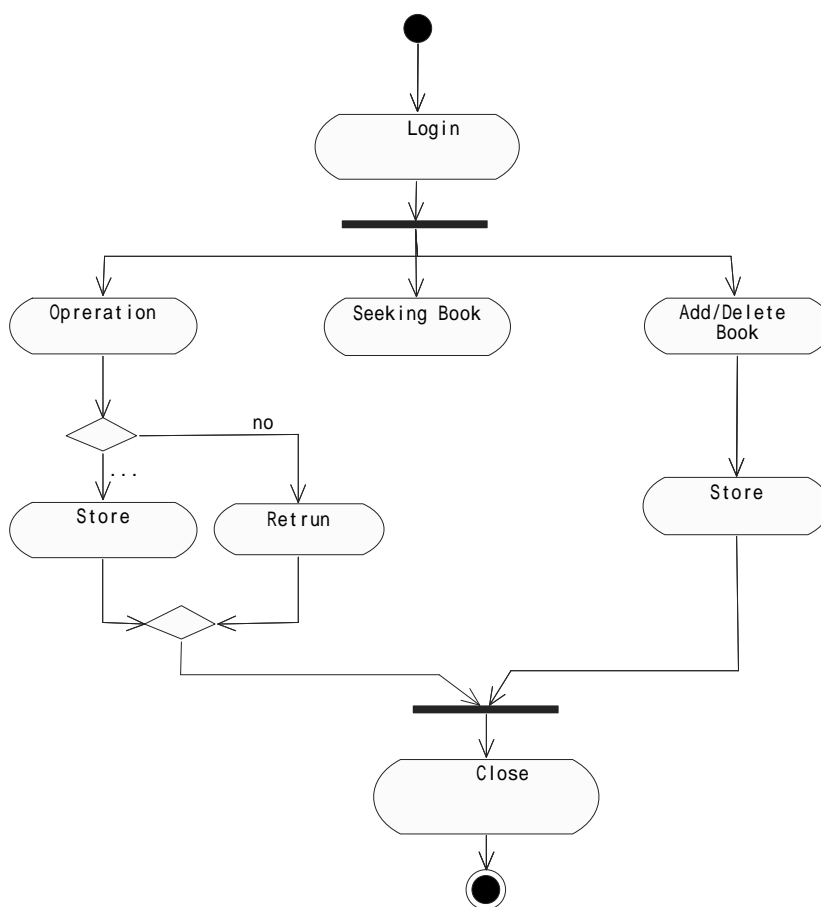 Login
Opreration
Seeking Book
Add/Delete
Book
no
...
Store
Retrun
Store
Close